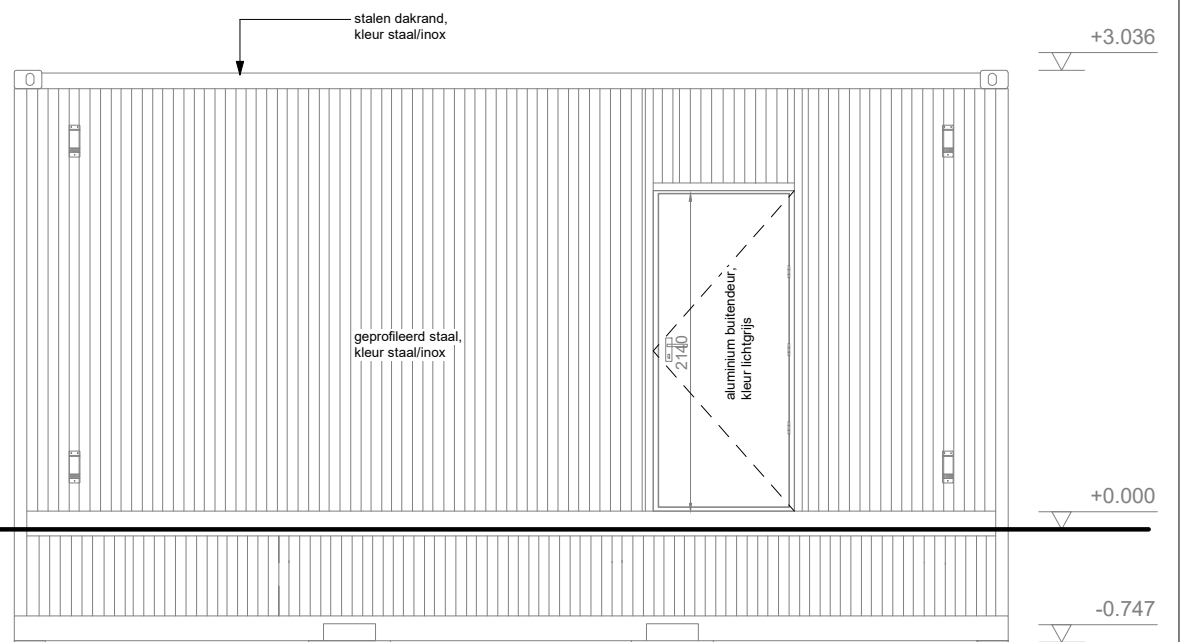 stalen dakrand,
kleur staal/inox
+3.036
geprofileerd staal,
kleur staal/inox
2140
aluminium buitendeur,
kleur lichtgrijs
+0.000
-0.747